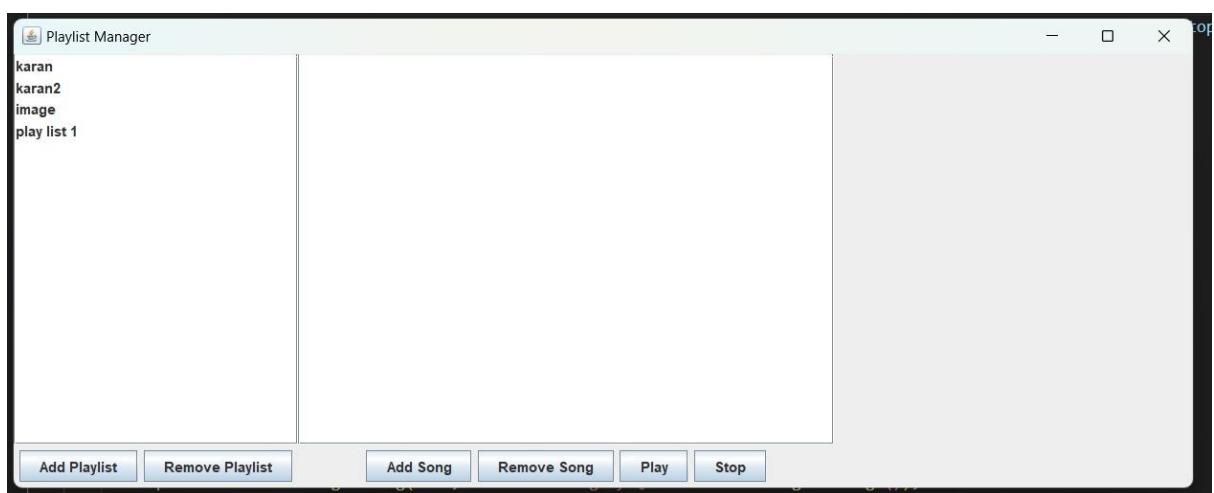 Playlist Manager
karan
karan2
image
play list 1
Add Playlist Remove Playlist Add Song Remove Song Play Stop